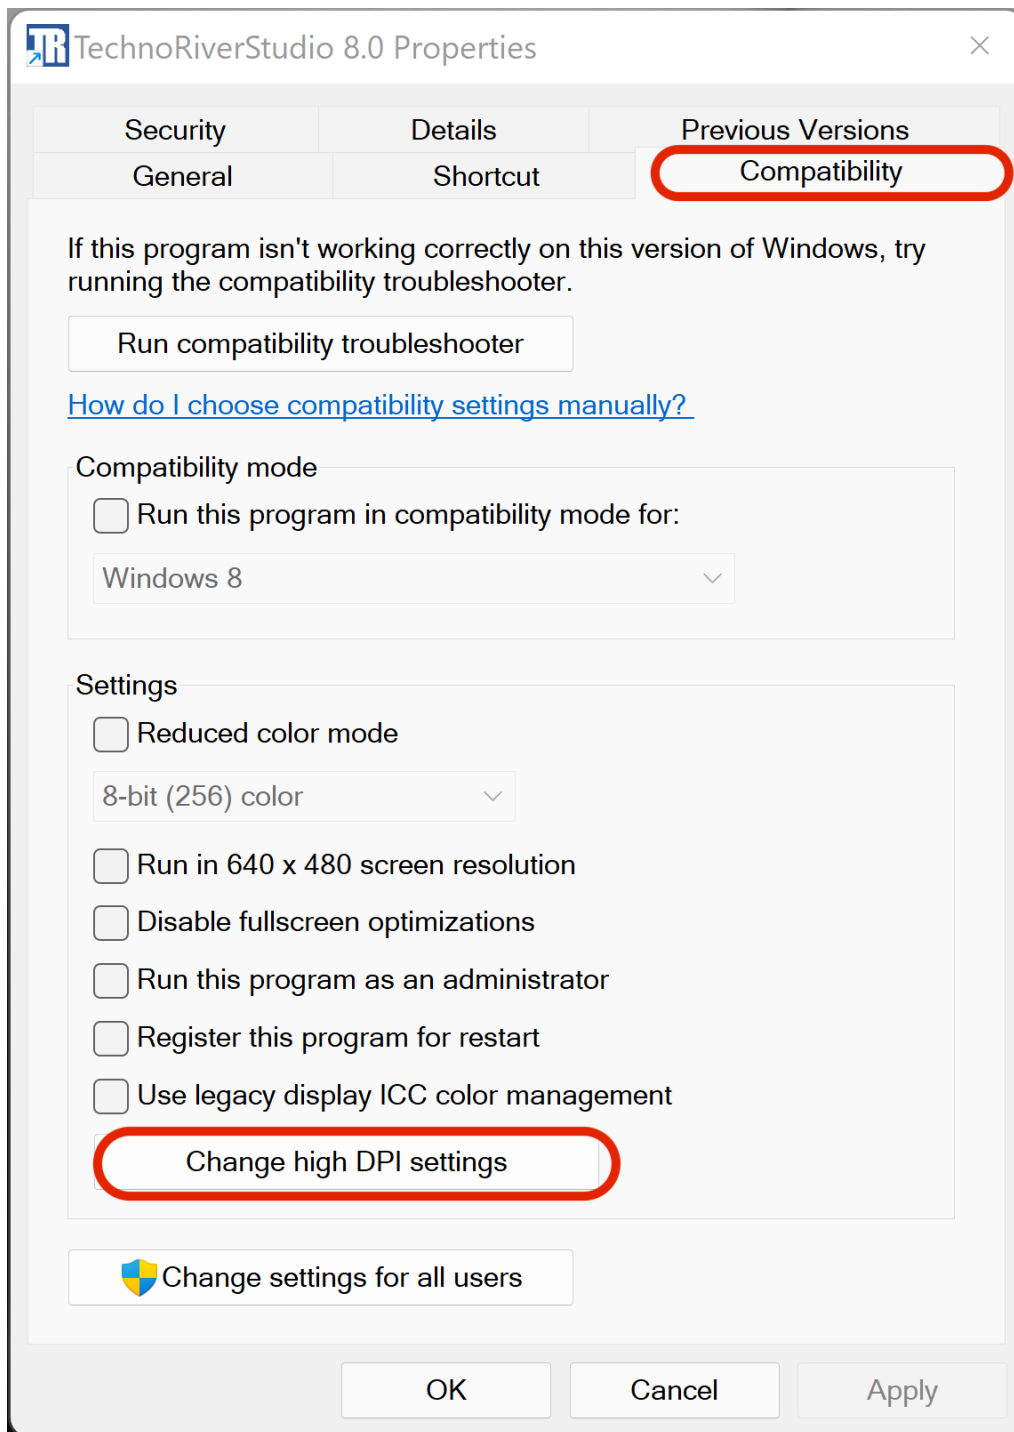 TR TechnoRiverStudio 8.0 Properties
Security Details Previous Versions
General Shortcut Compatibility
If this program isn't working correctly on this version of Windows, try
running the compatibility troubleshooter.
Run compatibility troubleshooter
How do I choose compatibility settings manually?
Compatibility mode
Run this program in compatibility mode for:
Windows 8
Settings
Reduced color mode
8-bit (256) color
Run in 640 x 480 screen resolution
Disable fullscreen optimizations
Run this program as an administrator
Register this program for restart
Use legacy display ICC color management
Change high DPI settings
Change settings for all users
OK Cancel Apply